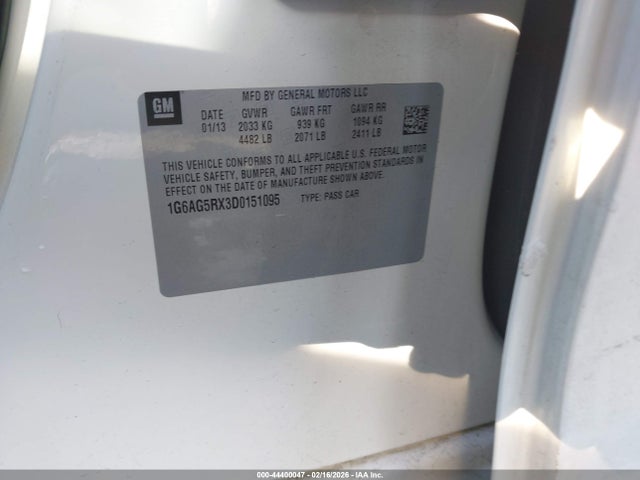 MFD BY GENERAL MOTORS LLC
GM
DATE GVWR GAWR FRT GAWR RR
01/13 2033 KG 939 KG 1094 KG
4482 LB 2071 LB 2411 LB
THIS VEHICLE CONFORMS TO ALL APPLICABLE U.S. FEDERAL MOTOR
VEHICLE SAFETY, BUMPER, AND THEFT PREVENTION STANDARDS IN
EFFECT ON THE DATE OF MANUFACTURE SHOWN ABOVE.
1G6AG5RX3D0151095 TYPE: PASS CAR
000-44400047 | 02/16/2026 - IAA Inc.